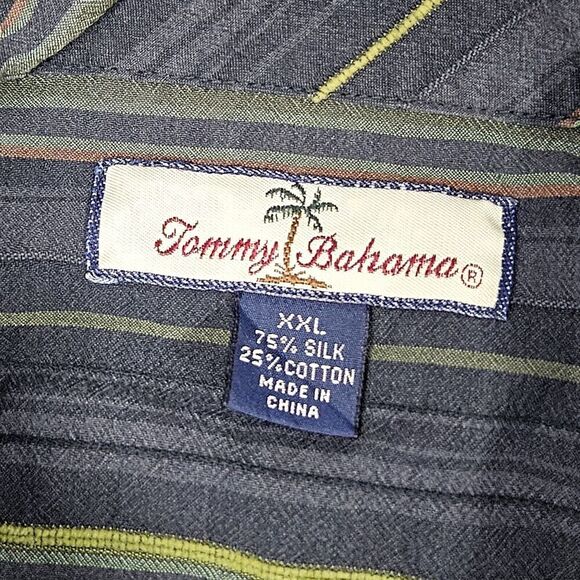 Tommy Bahama®
XXL
75% SILK
25% COTTON
MADE IN
CHINA